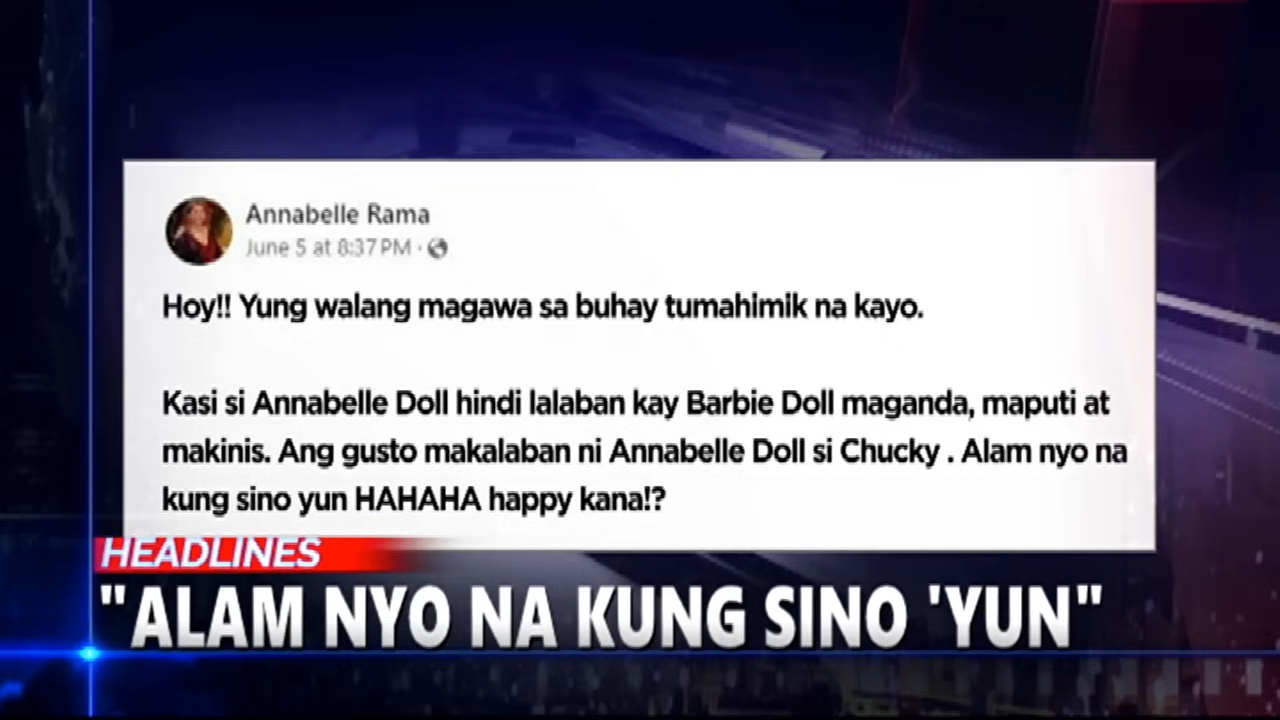 Annabelle Rama
June 5 at 8:37 PM ·
Hoy!! Yung walang magawa sa buhay tumahimik na kayo.
Kasi si Annabelle Doll hindi lalaban kay Barbie Doll maganda, maputi at
makinis. Ang gusto makalaban ni Annabelle Doll si Chucky . Alam nyo na
kung sino yun HAHAHA happy kana!?
HEADLINES
"ALAM NYO NA KUNG SINO 'YUN"